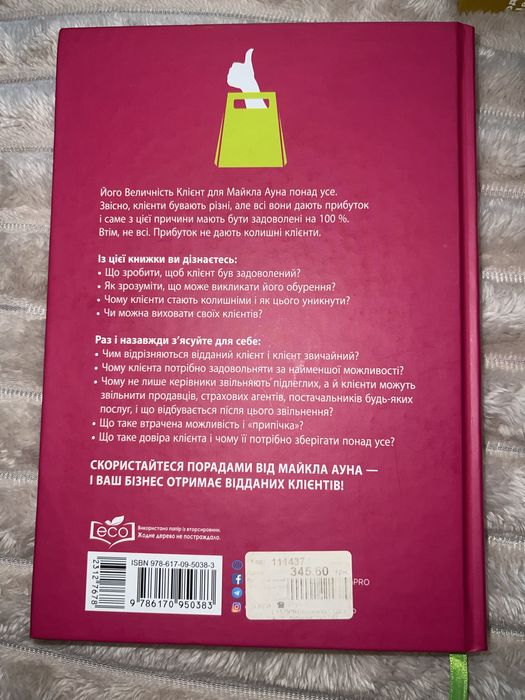 Його Величність Клієнт для Майкла Ауна понад усе.
Звісно, клієнти бувають різні, але всі вони дають прибуток
і саме з цієї причини мають бути задоволені на 100 %.
Втім, не всі. Прибуток не дають колишні клієнти.
Із цієї книжки ви дізнаєтесь:
• Що зробити, щоб клієнт був задоволений?
• Як зрозуміти, що може викликати його обурення?
• Чому клієнти стають колишніми і як цього уникнути?
• Чи можна виховати своїх клієнтів?
Раз і назавжди з’ясуйте для себе:
• Чим відрізняються відданий клієнт і клієнт звичайний?
• Чому клієнта потрібно задовольняти за найменшої можливості?
• Чому не лише керівники звільняють підлеглих, а й клієнти можуть
звільнити продавців, страхових агентів, постачальників будь-яких
послуг, і що відбувається після цього звільнення?
• Що таке втрачена можливість і «припічка»?
• Що таке довіра клієнта і чому її потрібно зберігати понад усе?
СКОРИСТАЙТЕСЯ ПОРАДАМИ ВІД МАЙКЛА АУНА —
І ВАШ БІЗНЕС ОТРИМАЄ ВІДДАНИХ КЛІЄНТІВ!
eco
Використано папір із вторсировини.
Жодне дерево не постраждало.
ISBN 978-617-09-5038-3
2312+7678
9 786170 950383
111437
345.60 грн
PRO